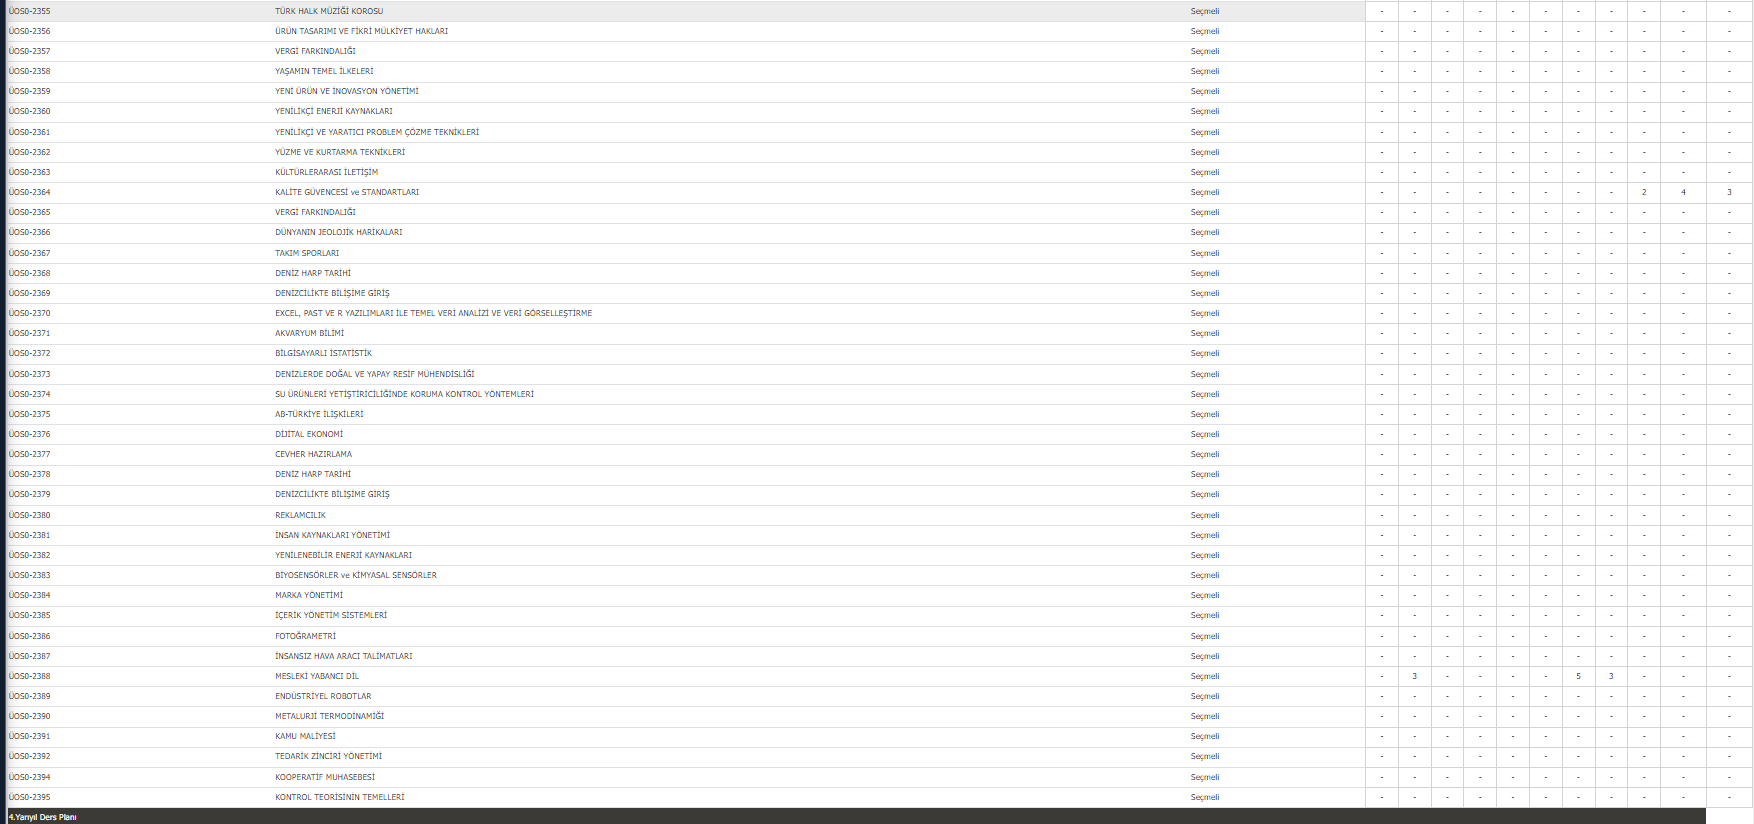 ÜOS0-2355 TÜRK HALK MÜZİĞİ KOROSU Seçmeli - - - - - - - - - - -
ÜOS0-2356 ÜRÜN TASARIMI VE FİKRİ MÜLKİYET HAKLARI Seçmeli - - - - - - - - - - -
ÜOS0-2357 VERGİ FARKINDALIĞI Seçmeli - - - - - - - - - - -
ÜOS0-2358 YAŞAMIN TEMEL İLKELERİ Seçmeli - - - - - - - - - - -
ÜOS0-2359 YENİ ÜRÜN VE İNOVASYON YÖNETİMİ Seçmeli - - - - - - - - - - -
ÜOS0-2360 YENİLİKÇİ ENERJİ KAYNAKLARI Seçmeli - - - - - - - - - - -
ÜOS0-2361 YENİLİKÇİ VE YARATICI PROBLEM ÇÖZME TEKNİKLERİ Seçmeli - - - - - - - - - - -
ÜOS0-2362 YÜZME VE KURTARMA TEKNİKLERİ Seçmeli - - - - - - - - - - -
ÜOS0-2363 KÜLTÜRLERARASI İLETİŞİM Seçmeli - - - - - - - - - - -
ÜOS0-2364 KALİTE GÜVENCESİ ve STANDARTLARI Seçmeli - - - - - - - - 2 4 3
ÜOS0-2365 VERGİ FARKINDALIĞI Seçmeli - - - - - - - - - - -
ÜOS0-2366 DÜNYANIN JEOLOJİK HARİKALARI Seçmeli - - - - - - - - - - -
ÜOS0-2367 TAKIM SPORLARI Seçmeli - - - - - - - - - - -
ÜOS0-2368 DENİZ HARP TARİHİ Seçmeli - - - - - - - - - - -
ÜOS0-2369 DENİZCİLİKTE BİLİŞİME GİRİŞ Seçmeli - - - - - - - - - - -
ÜOS0-2370 EXCEL, PAST VE R YAZILIMLARI İLE TEMEL VERİ ANALİZİ VE VERİ GÖRSELLEŞTİRME Seçmeli - - - - - - - - - - -
ÜOS0-2371 AKVARYUM BİLİMİ Seçmeli - - - - - - - - - - -
ÜOS0-2372 BİLGİSAYARLI İSTATİSTİK Seçmeli - - - - - - - - - - -
ÜOS0-2373 DENİZLERDE DOĞAL VE YAPAY RESİF MÜHENDİSLİĞİ Seçmeli - - - - - - - - - - -
ÜOS0-2374 SU ÜRÜNLERİ YETİŞTİRİCİLİĞİNDE KORUMA KONTROL YÖNTEMLERİ Seçmeli - - - - - - - - - - -
ÜOS0-2375 AB-TÜRKİYE İLİŞKİLERİ Seçmeli - - - - - - - - - - -
ÜOS0-2376 DİJİTAL EKONOMİ Seçmeli - - - - - - - - - - -
ÜOS0-2377 CEVHER HAZIRLAMA Seçmeli - - - - - - - - - - -
ÜOS0-2378 DENİZ HARP TARİHİ Seçmeli - - - - - - - - - - -
ÜOS0-2379 DENİZCİLİKTE BİLİŞİME GİRİŞ Seçmeli - - - - - - - - - - -
ÜOS0-2380 REKLAMCILIK Seçmeli - - - - - - - - - - -
ÜOS0-2381 İNSAN KAYNAKLARI YÖNETİMİ Seçmeli - - - - - - - - - - -
ÜOS0-2382 YENİLENEBİLİR ENERJİ KAYNAKLARI Seçmeli - - - - - - - - - - -
ÜOS0-2383 BİYOSENSÖRLER ve KİMYASAL SENSÖRLER Seçmeli - - - - - - - - - - -
ÜOS0-2384 MARKA YÖNETİMİ Seçmeli - - - - - - - - - - -
ÜOS0-2385 İÇERİK YÖNETİM SİSTEMLERİ Seçmeli - - - - - - - - - - -
ÜOS0-2386 FOTOĞRAMETRİ Seçmeli - - - - - - - - - - -
ÜOS0-2387 İNSANSIZ HAVA ARACI TALİMATLARI Seçmeli - - - - - - - - - - -
ÜOS0-2388 MESLEKİ YABANCI DİL Seçmeli - 3 - - - - 5 3 - - -
ÜOS0-2389 ENDÜSTRİYEL ROBOTLAR Seçmeli - - - - - - - - - - -
ÜOS0-2390 METALURJİ TERMODİNAMİĞİ Seçmeli - - - - - - - - - - -
ÜOS0-2391 KAMU MALİYESİ Seçmeli - - - - - - - - - - -
ÜOS0-2392 TEDARİK ZİNCİRİ YÖNETİMİ Seçmeli - - - - - - - - - - -
ÜOS0-2394 KOOPERATİF MUHASEBESİ Seçmeli - - - - - - - - - - -
ÜOS0-2395 KONTROL TEORİSİNİN TEMELLERİ Seçmeli - - - - - - - - - - -
4.Yarıyıl Ders Planı